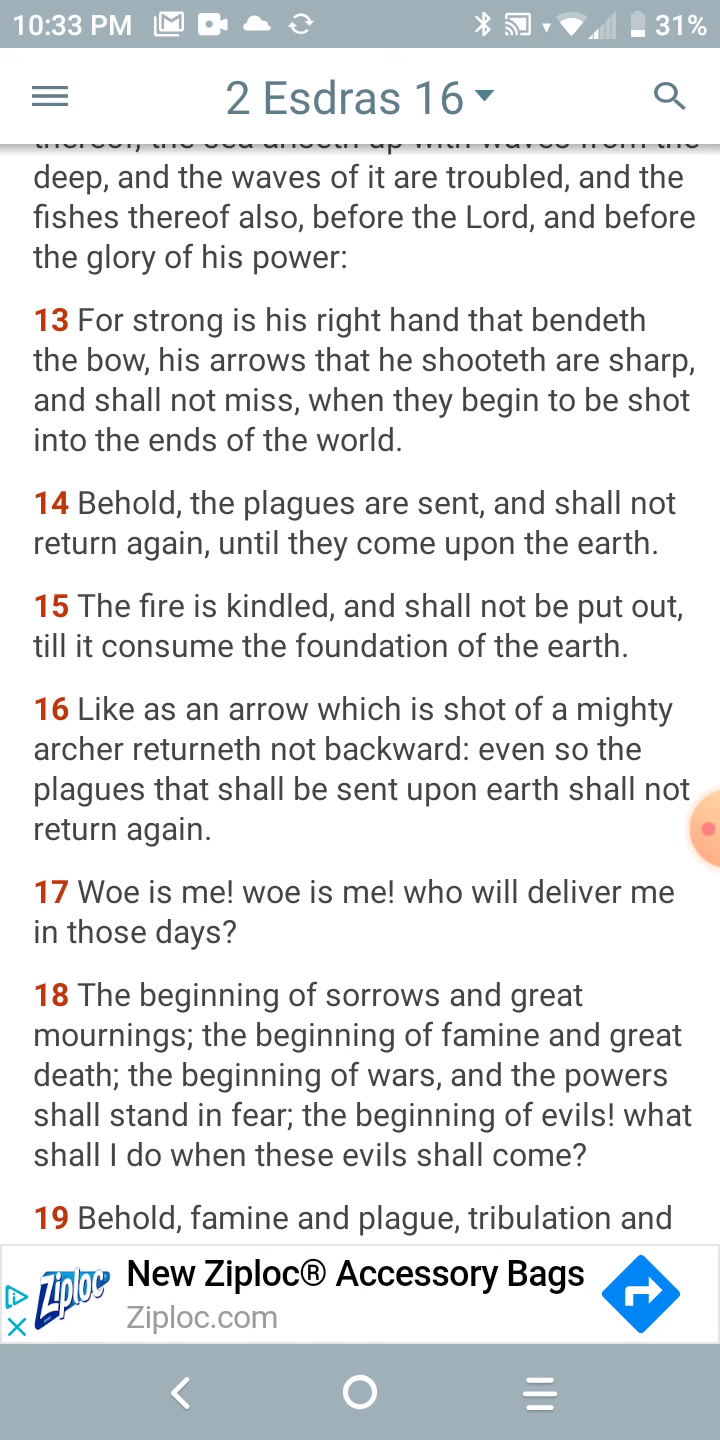 10:33 PM
31%
2 Esdras 16
thereof, the sea ariseth up with waves from the
deep, and the waves of it are troubled, and the
fishes thereof also, before the Lord, and before
the glory of his power:
13 For strong is his right hand that bendeth
the bow, his arrows that he shooteth are sharp,
and shall not miss, when they begin to be shot
into the ends of the world.
14 Behold, the plagues are sent, and shall not
return again, until they come upon the earth.
15 The fire is kindled, and shall not be put out,
till it consume the foundation of the earth.
16 Like as an arrow which is shot of a mighty
archer returneth not backward: even so the
plagues that shall be sent upon earth shall not
return again.
17 Woe is me! woe is me! who will deliver me
in those days?
18 The beginning of sorrows and great
mournings; the beginning of famine and great
death; the beginning of wars, and the powers
shall stand in fear; the beginning of evils! what
shall I do when these evils shall come?
19 Behold, famine and plague, tribulation and
Ziploc
New Ziploc® Accessory Bags
Ziploc.com